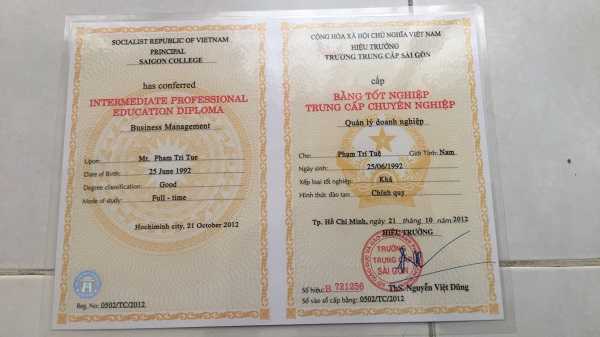 SOCIALIST REPUBLIC OF VIETNAM
PRINCIPAL
SAIGON COLLEGE
has conferred
INTERMEDIATE PROFESSIONAL
EDUCATION DIPLOMA
Business Management
Upon: Mr. Pham Tri Tue
Date of Birth: 25 June 1992
Degree classification: Good
Mode of study: Full - time
Hochiminh city, 21 October 2012
Reg. No: 0502/TC/2012
CỘNG HÒA XÃ HỘI CHỦ NGHĨA VIỆT NAM
HIỆU TRƯỞNG
TRƯỜNG TRUNG CẤP SÀI GÒN
cấp
BẰNG TỐT NGHIỆP
TRUNG CẤP CHUYÊN NGHIỆP
Quản lý doanh nghiệp
Cho: Phạm Trí Tuệ Giới Tính: Nam
Ngày sinh: 25/06/1992
Xếp loại tốt nghiệp: Khá
Hình thức đào tạo: Chính quy
Tp. Hồ Chí Minh, ngày 21 tháng 10 năm 2012
HIỆU TRƯỞNG
TRƯỜNG
TRUNG CẤP
SÀI GÒN
Số hiệu: B 721256 ThS. Nguyễn Việt Dũng
Số vào sổ cấp bằng: 0502/TC/2012